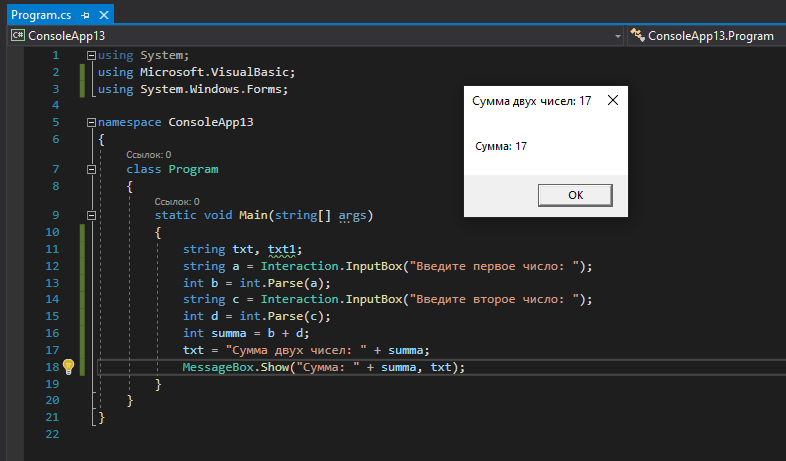 Program.cs
ConsoleApp13
ConsoleApp13.Program
1 using System;
2 using Microsoft.VisualBasic;
3 using System.Windows.Forms;
4
5 namespace ConsoleApp13
6 {
Ссылок: 0
7 class Program
8 {
Ссылок: 0
9 static void Main(string[] args)
10 {
11 string txt, txt1;
12 string a = Interaction.InputBox("Введите первое число: ");
13 int b = int.Parse(a);
14 string c = Interaction.InputBox("Введите второе число: ");
15 int d = int.Parse(c);
16 int summa = b + d;
17 txt = "Сумма двух чисел: " + summa;
18 MessageBox.Show("Сумма: " + summa, txt);
19 }
20 }
21 }
22
Сумма двух чисел: 17
Сумма: 17
OK